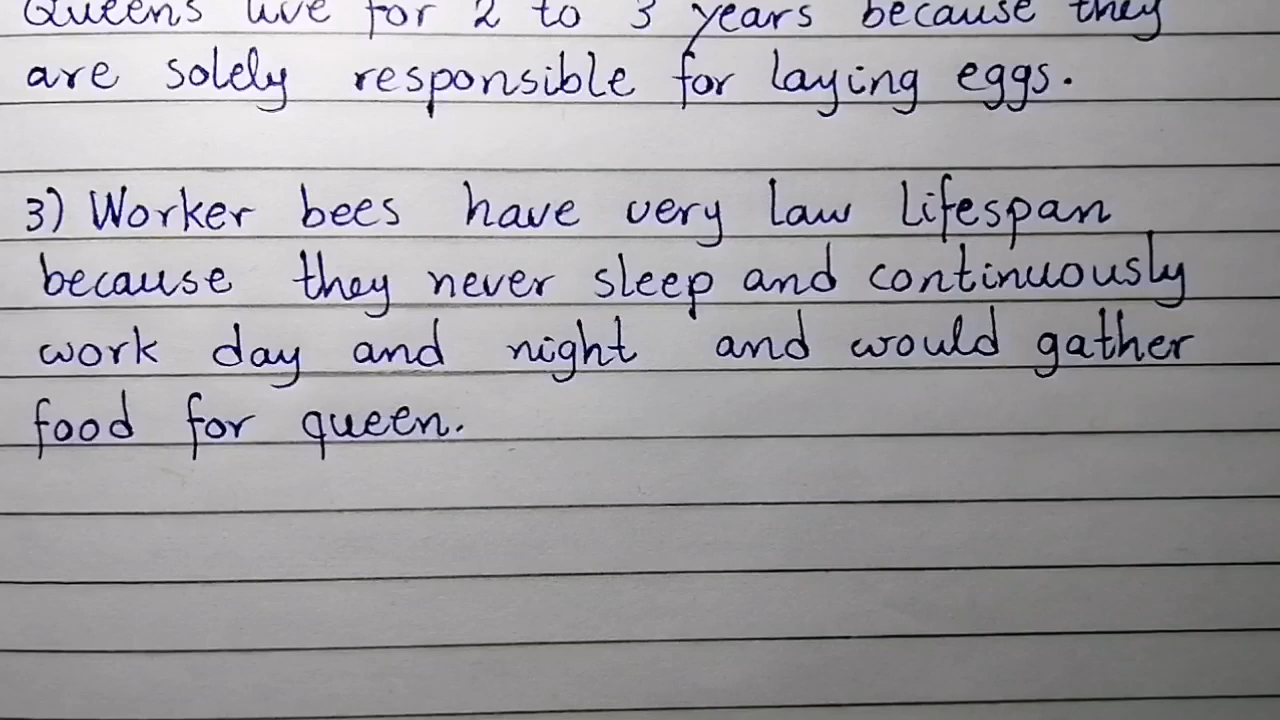 Queens live for 2 to 3 years because they
are solely responsible for laying eggs.
3) Worker bees have very law lifespan
because they never sleep and continuously
work day and night and would gather
food for queen.